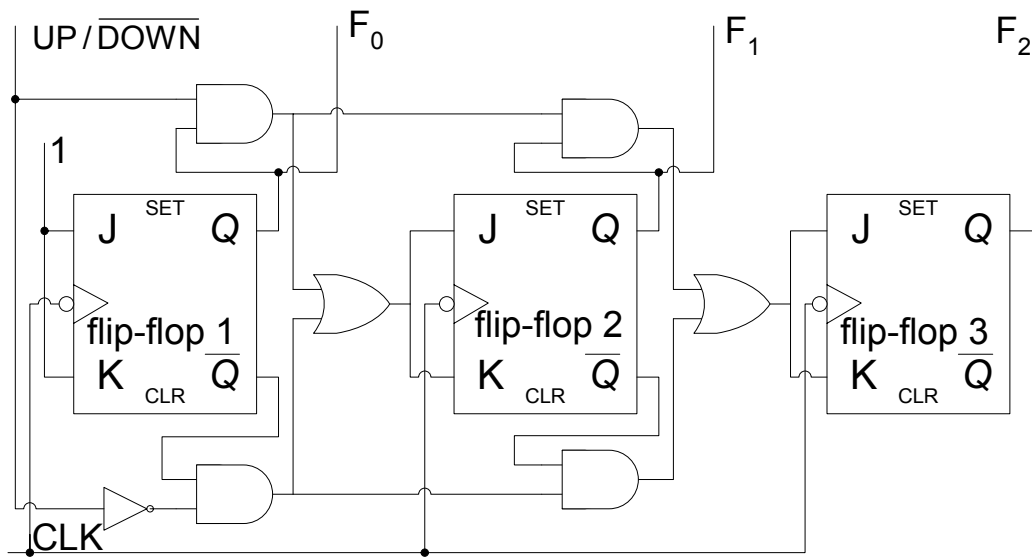 UP / DOWN
F0
F1
F2
1
SET
J Q
flip-flop 1
K Q
CLR
SET
J Q
flip-flop 2
K Q
CLR
SET
J Q
flip-flop 3
K Q
CLR
CLK